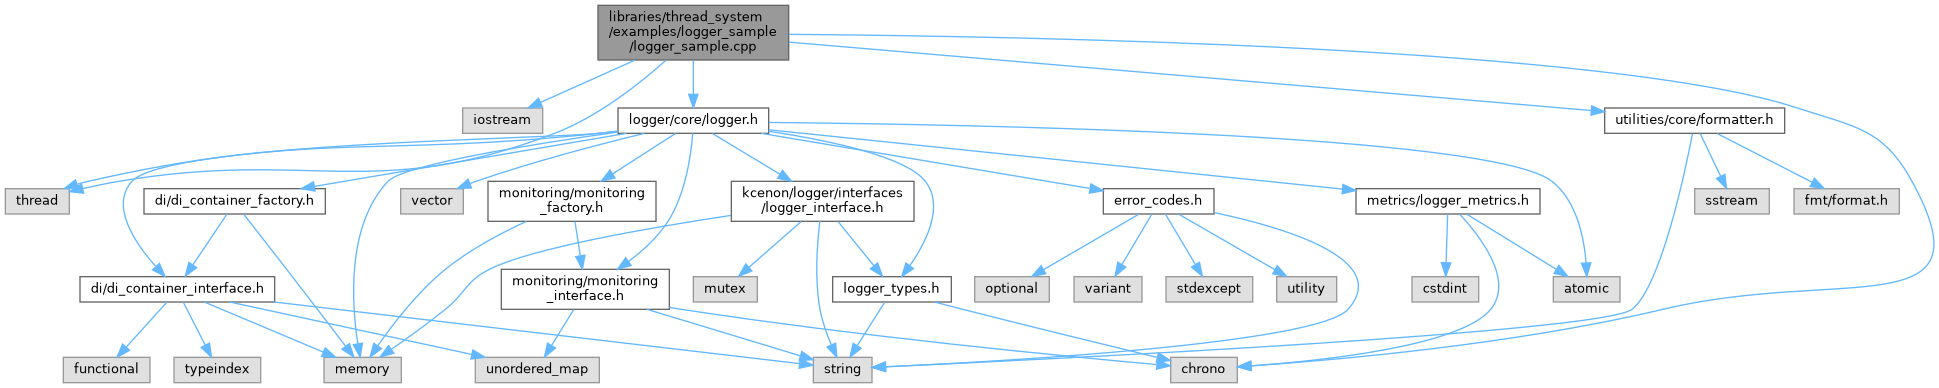 libraries/thread_system
/examples/logger_sample
/logger_sample.cpp
iostream
logger/core/logger.h
utilities/core/formatter.h
thread
di/di_container_factory.h
vector
monitoring/monitoring
_factory.h
kcenon/logger/interfaces
/logger_interface.h
error_codes.h
metrics/logger_metrics.h
sstream
fmt/format.h
di/di_container_interface.h
monitoring/monitoring
_interface.h
mutex
logger_types.h
optional
variant
stdexcept
utility
cstdint
atomic
functional
typeindex
memory
unordered_map
string
chrono